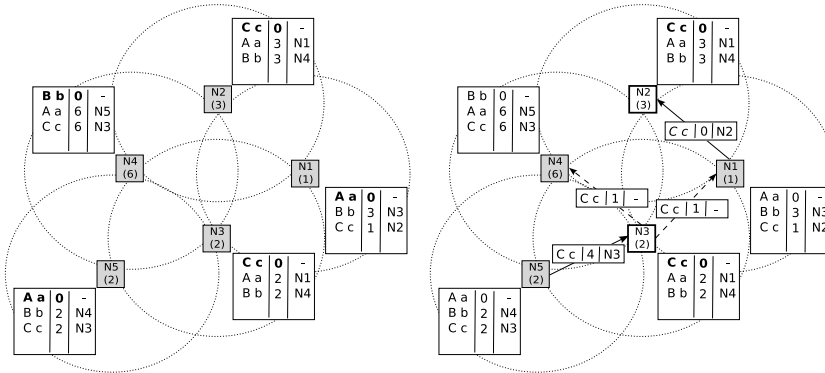 C c 0 -
A a 3 N1
B b 3 N4
N2
(3)
B b 0 -
A a 6 N5
C c 6 N3
N4
(6)
N1
(1)
A a 0 -
B b 3 N3
C c 1 N2
N3
(2)
C c 0 -
A a 2 N1
B b 2 N4
N5
(2)
A a 0 -
B b 2 N4
C c 2 N3
C c 0 -
A a 3 N1
B b 3 N4
N2
(3)
B b 0 -
A a 6 N5
C c 6 N3
C c 0 N2
N4
(6)
N1
(1)
C c 1 -
C c 1 -
A a 0 -
B b 3 N3
C c 1 N2
N3
(2)
C c 4 N3
C c 0 -
A a 2 N1
B b 2 N4
N5
(2)
A a 0 -
B b 2 N4
C c 2 N3